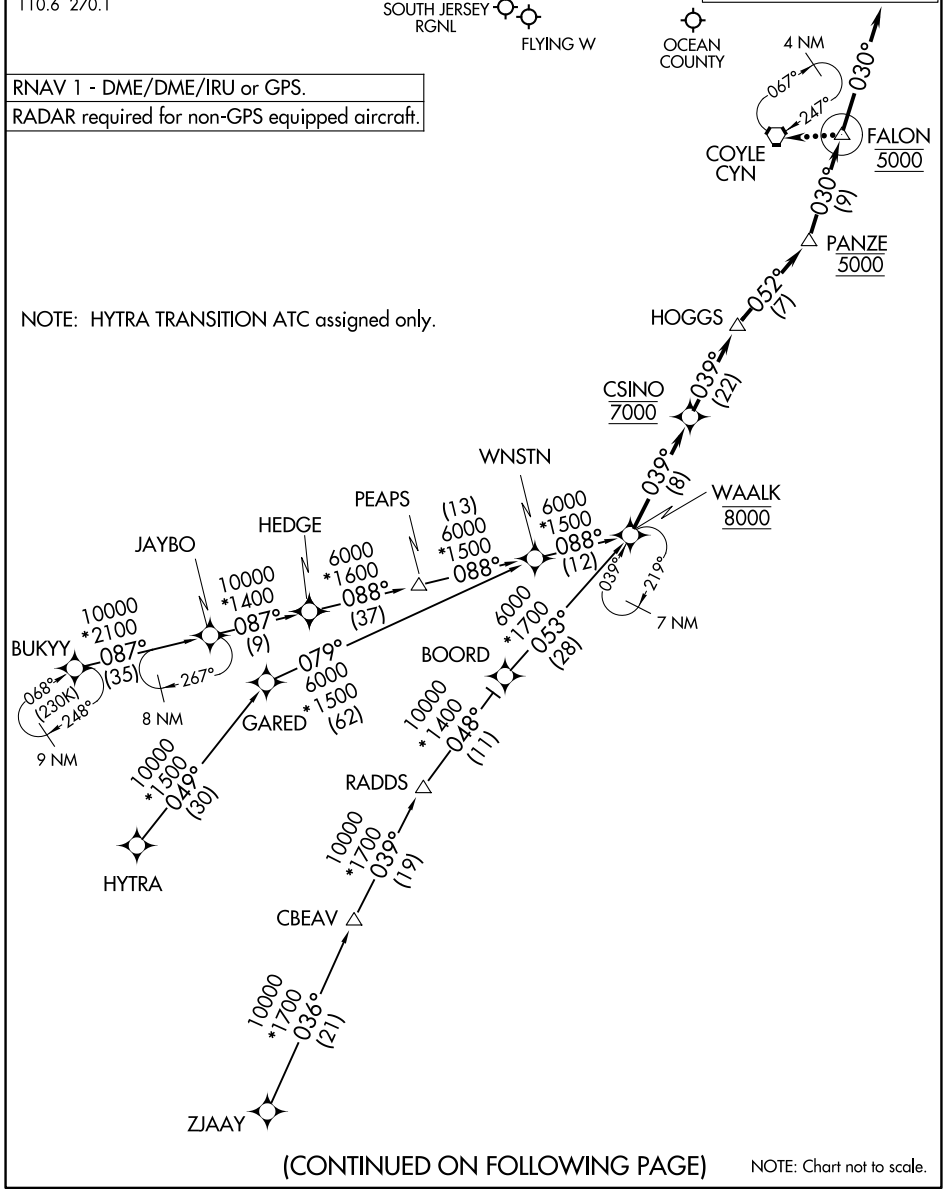 110.6 270.1
SOUTH JERSEY
RGNL
FLYING W
OCEAN
COUNTY
RNAV 1 - DME/DME/IRU or GPS.
RADAR required for non-GPS equipped aircraft.
4 NM
067°
247°
030°
COYLE
CYN
FALON
5000
030°
(9)
PANZE
5000
NOTE: HYTRA TRANSITION ATC assigned only.
HOGGS
052°
(7)
CSINO
7000
039°
(22)
WNSTN
039°
(8)
WAALK
8000
PEAPS
HEDGE
JAYBO
(13)
6000
*1500
088°
6000
*1500
088°
(12)
6000
*1600
088°
(37)
10000
*1400
087°
(9)
10000
*2100
087°
(35)
BUKYY
068°
(230K)
248°
9 NM
267°
8 NM
039°
219°
7 NM
GARED
079°
6000
*1500
(62)
BOORD
6000
*1700
053°
(28)
10000
*1500
049°
(30)
HYTRA
10000
*1400
048°
(11)
RADDS
10000
*1700
039°
(19)
CBEAV
10000
*1700
036°
(21)
ZJAAY
(CONTINUED ON FOLLOWING PAGE)
NOTE: Chart not to scale.